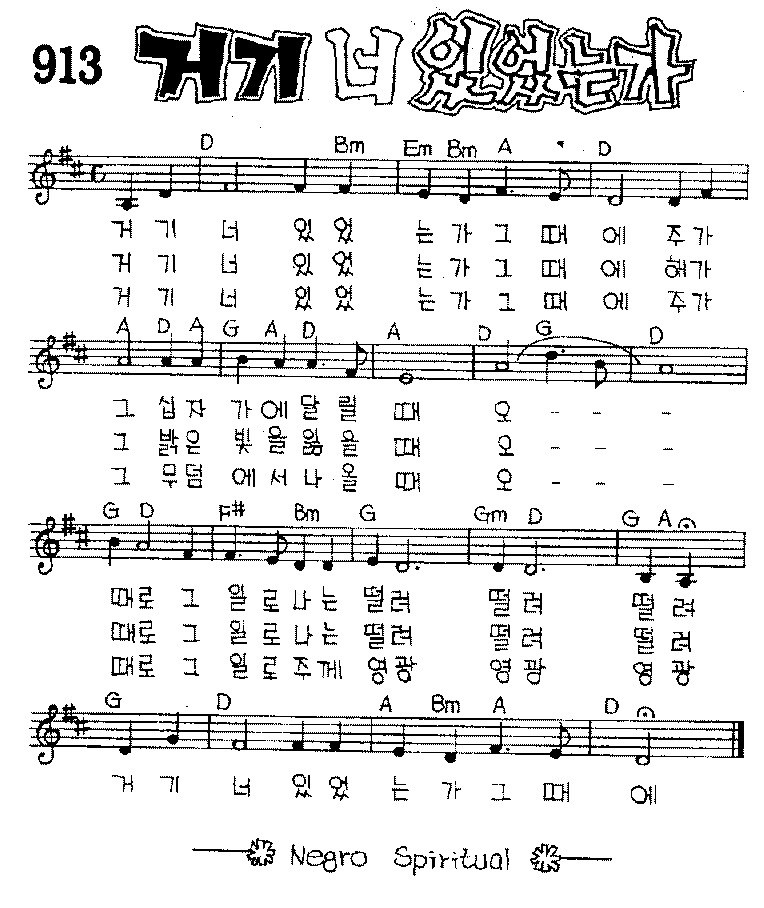 913 거기 너 있었는가
D Bm Em Bm A D
거 기 너 있 었 는 가 그 때 에 주 가
거 기 너 있 었 는 가 그 때 에 해 가
거 기 너 있 었 는 가 그 때 에 주 가
A D A G A D A D G D
그 십 자 가 에 달 릴 때 오 - - -
그 밝 은 빛 을 잃 을 때 오 - - -
그 무 덤 에 서 나 올 때 오 - - -
G D F# Bm G Gm D G A
때 로 그 일 로 나 는 떨 려 떨 려 떨 려
때 로 그 일 로 나 는 떨 려 떨 려 떨 려
때 로 그 일 로 주 께 영 광 영 광 영 광
G D A Bm A D
거 기 너 있 었 는 가 그 때 에
Negro Spiritual